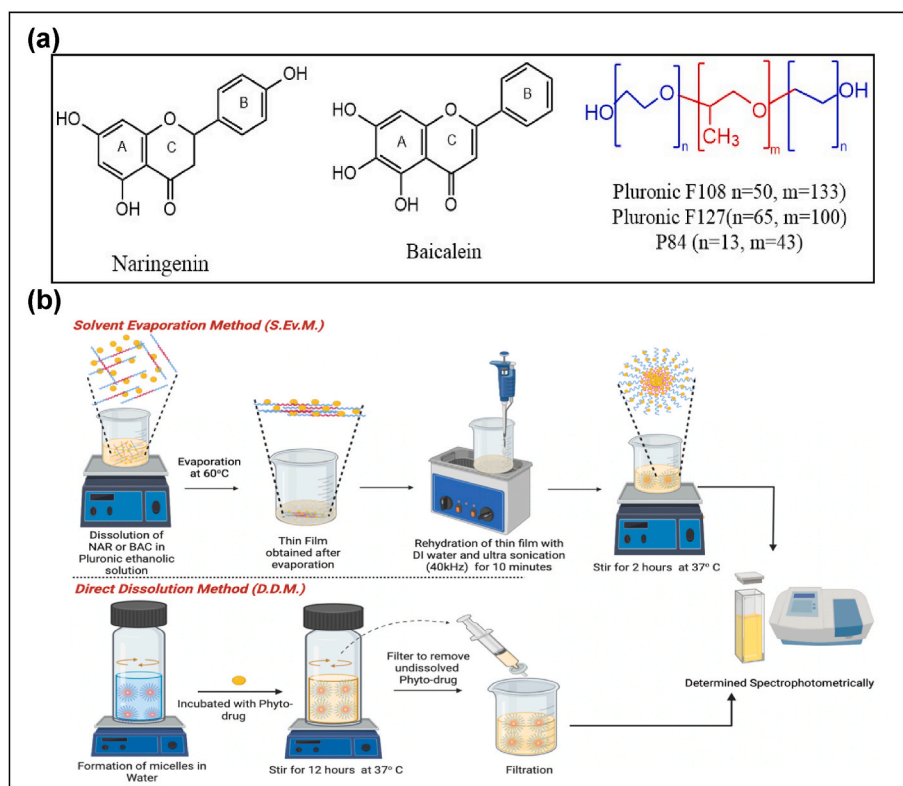 (a)
OH
B
HO
O
A
C
OH
O
Naringenin
B
HO
O
A
C
HO
OH
O
Baicalein
HO
O
n
CH3
O
m
OH
n
Pluronic F108 n=50, m=133)
Pluronic F127(n=65, m=100)
P84 (n=13, m=43)
(b)
Solvent Evaporation Method (S.Ev.M.)
Evaporation
at 60°C
Dissolution of
NAR or BAC in
Pluronic ethanolic
solution
Thin Film
obtained after
evaporation
Rehydration of thin film with
DI water and ultra sonication
(40kHz) for 10 minutes
Stir for 2 hours at 37° C
Direct Dissolution Method (D.D.M.)
Incubated with Phyto-
drug
Filter to remove
undissolved
Phyto-drug
Formation of micelles in
Water
Stir for 12 hours at 37° C
Filtration
Determined Spectrophotometrically